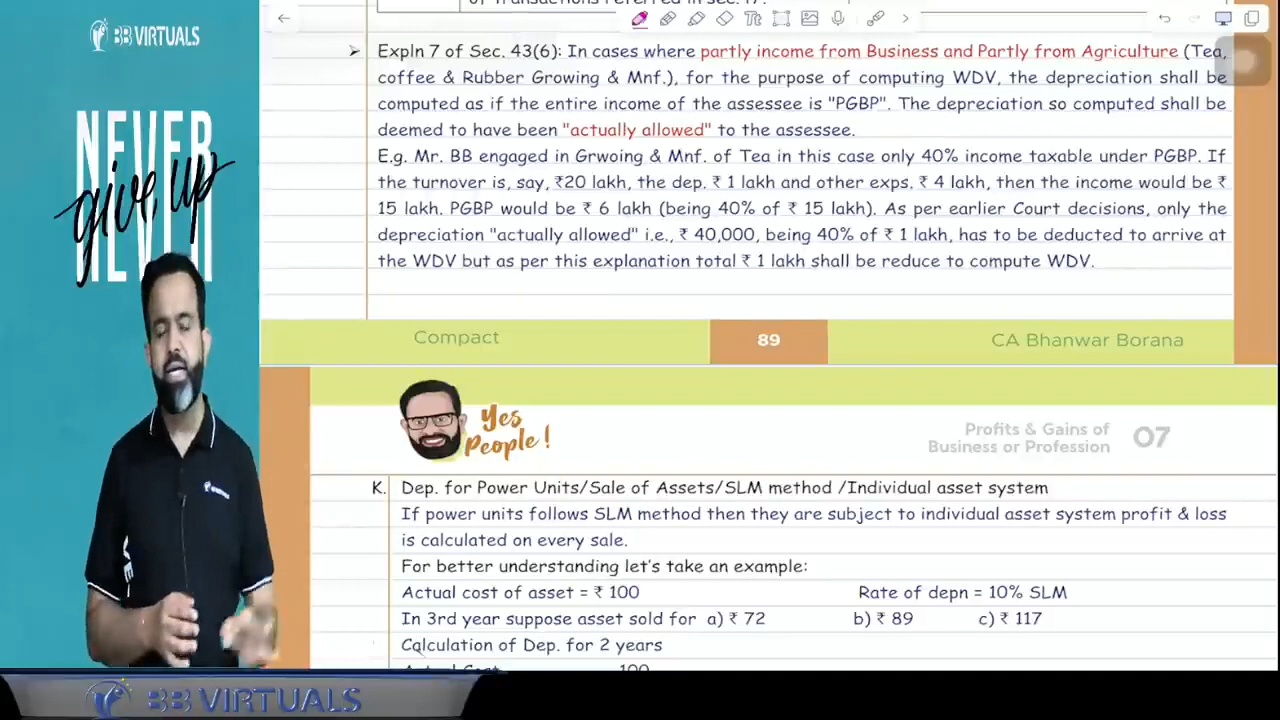 BB VIRTUALS
NEVER
give up
NEVER
Expln 7 of Sec. 43(6): In cases where partly income from Business and Partly from Agriculture (Tea,
coffee & Rubber Growing & Mnf.), for the purpose of computing WDV, the depreciation shall be
computed as if the entire income of the assessee is "PGBP". The depreciation so computed shall be
deemed to have been "actually allowed" to the assessee.
E.g. Mr. BB engaged in Grwoing & Mnf. of Tea in this case only 40% income taxable under PGBP. If
the turnover is, say, ₹20 lakh, the dep. ₹ 1 lakh and other exps. ₹ 4 lakh, then the income would be ₹
15 lakh. PGBP would be ₹ 6 lakh (being 40% of ₹ 15 lakh). As per earlier Court decisions, only the
depreciation "actually allowed" i.e., ₹ 40,000, being 40% of ₹ 1 lakh, has to be deducted to arrive at
the WDV but as per this explanation total ₹ 1 lakh shall be reduce to compute WDV.
Compact 89 CA Bhanwar Borana
Yes
People!
Profits & Gains of
Business or Profession 07
K. Dep. for Power Units/Sale of Assets/SLM method /Individual asset system
If power units follows SLM method then they are subject to individual asset system profit & loss
is calculated on every sale.
For better understanding let's take an example:
Actual cost of asset = ₹ 100 Rate of depn = 10% SLM
In 3rd year suppose asset sold for a) ₹ 72 b) ₹ 89 c) ₹ 117
Calculation of Dep. for 2 years
Actual Cost 100
BB VIRTUALS